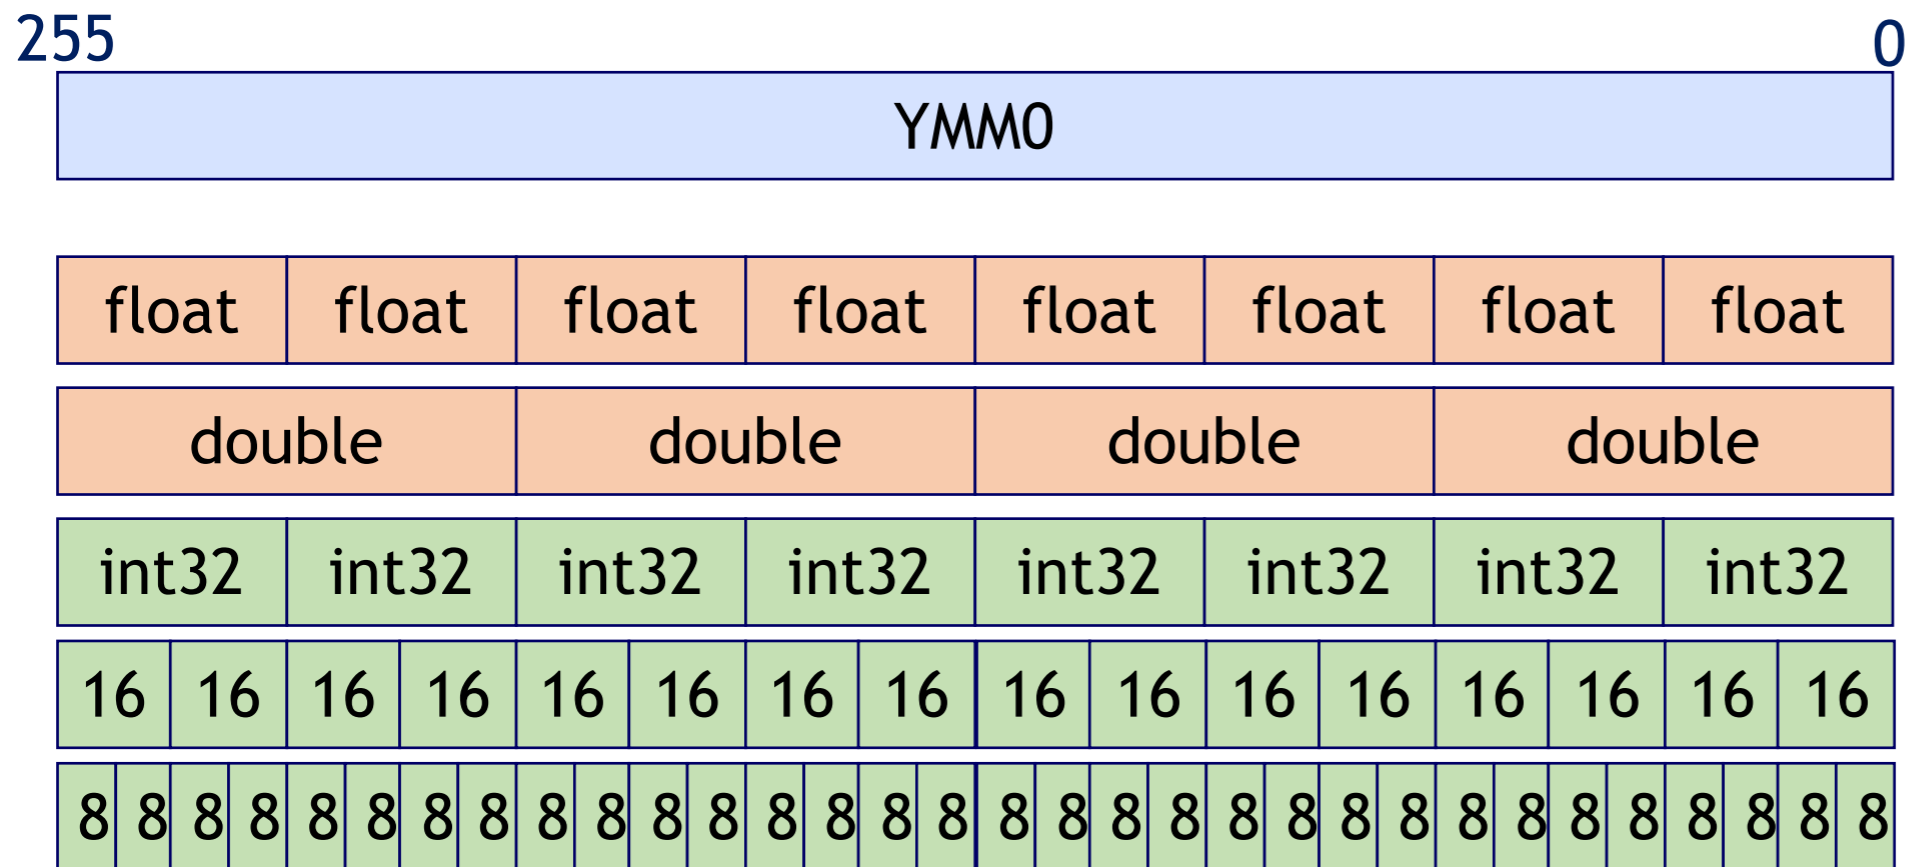 255 0
YMM0
float float float float float float float float
double double double double
int32 int32 int32 int32 int32 int32 int32 int32
16 16 16 16 16 16 16 16 16 16 16 16 16 16 16 16
8 8 8 8 8 8 8 8 8 8 8 8 8 8 8 8 8 8 8 8 8 8 8 8 8 8 8 8 8 8 8 8